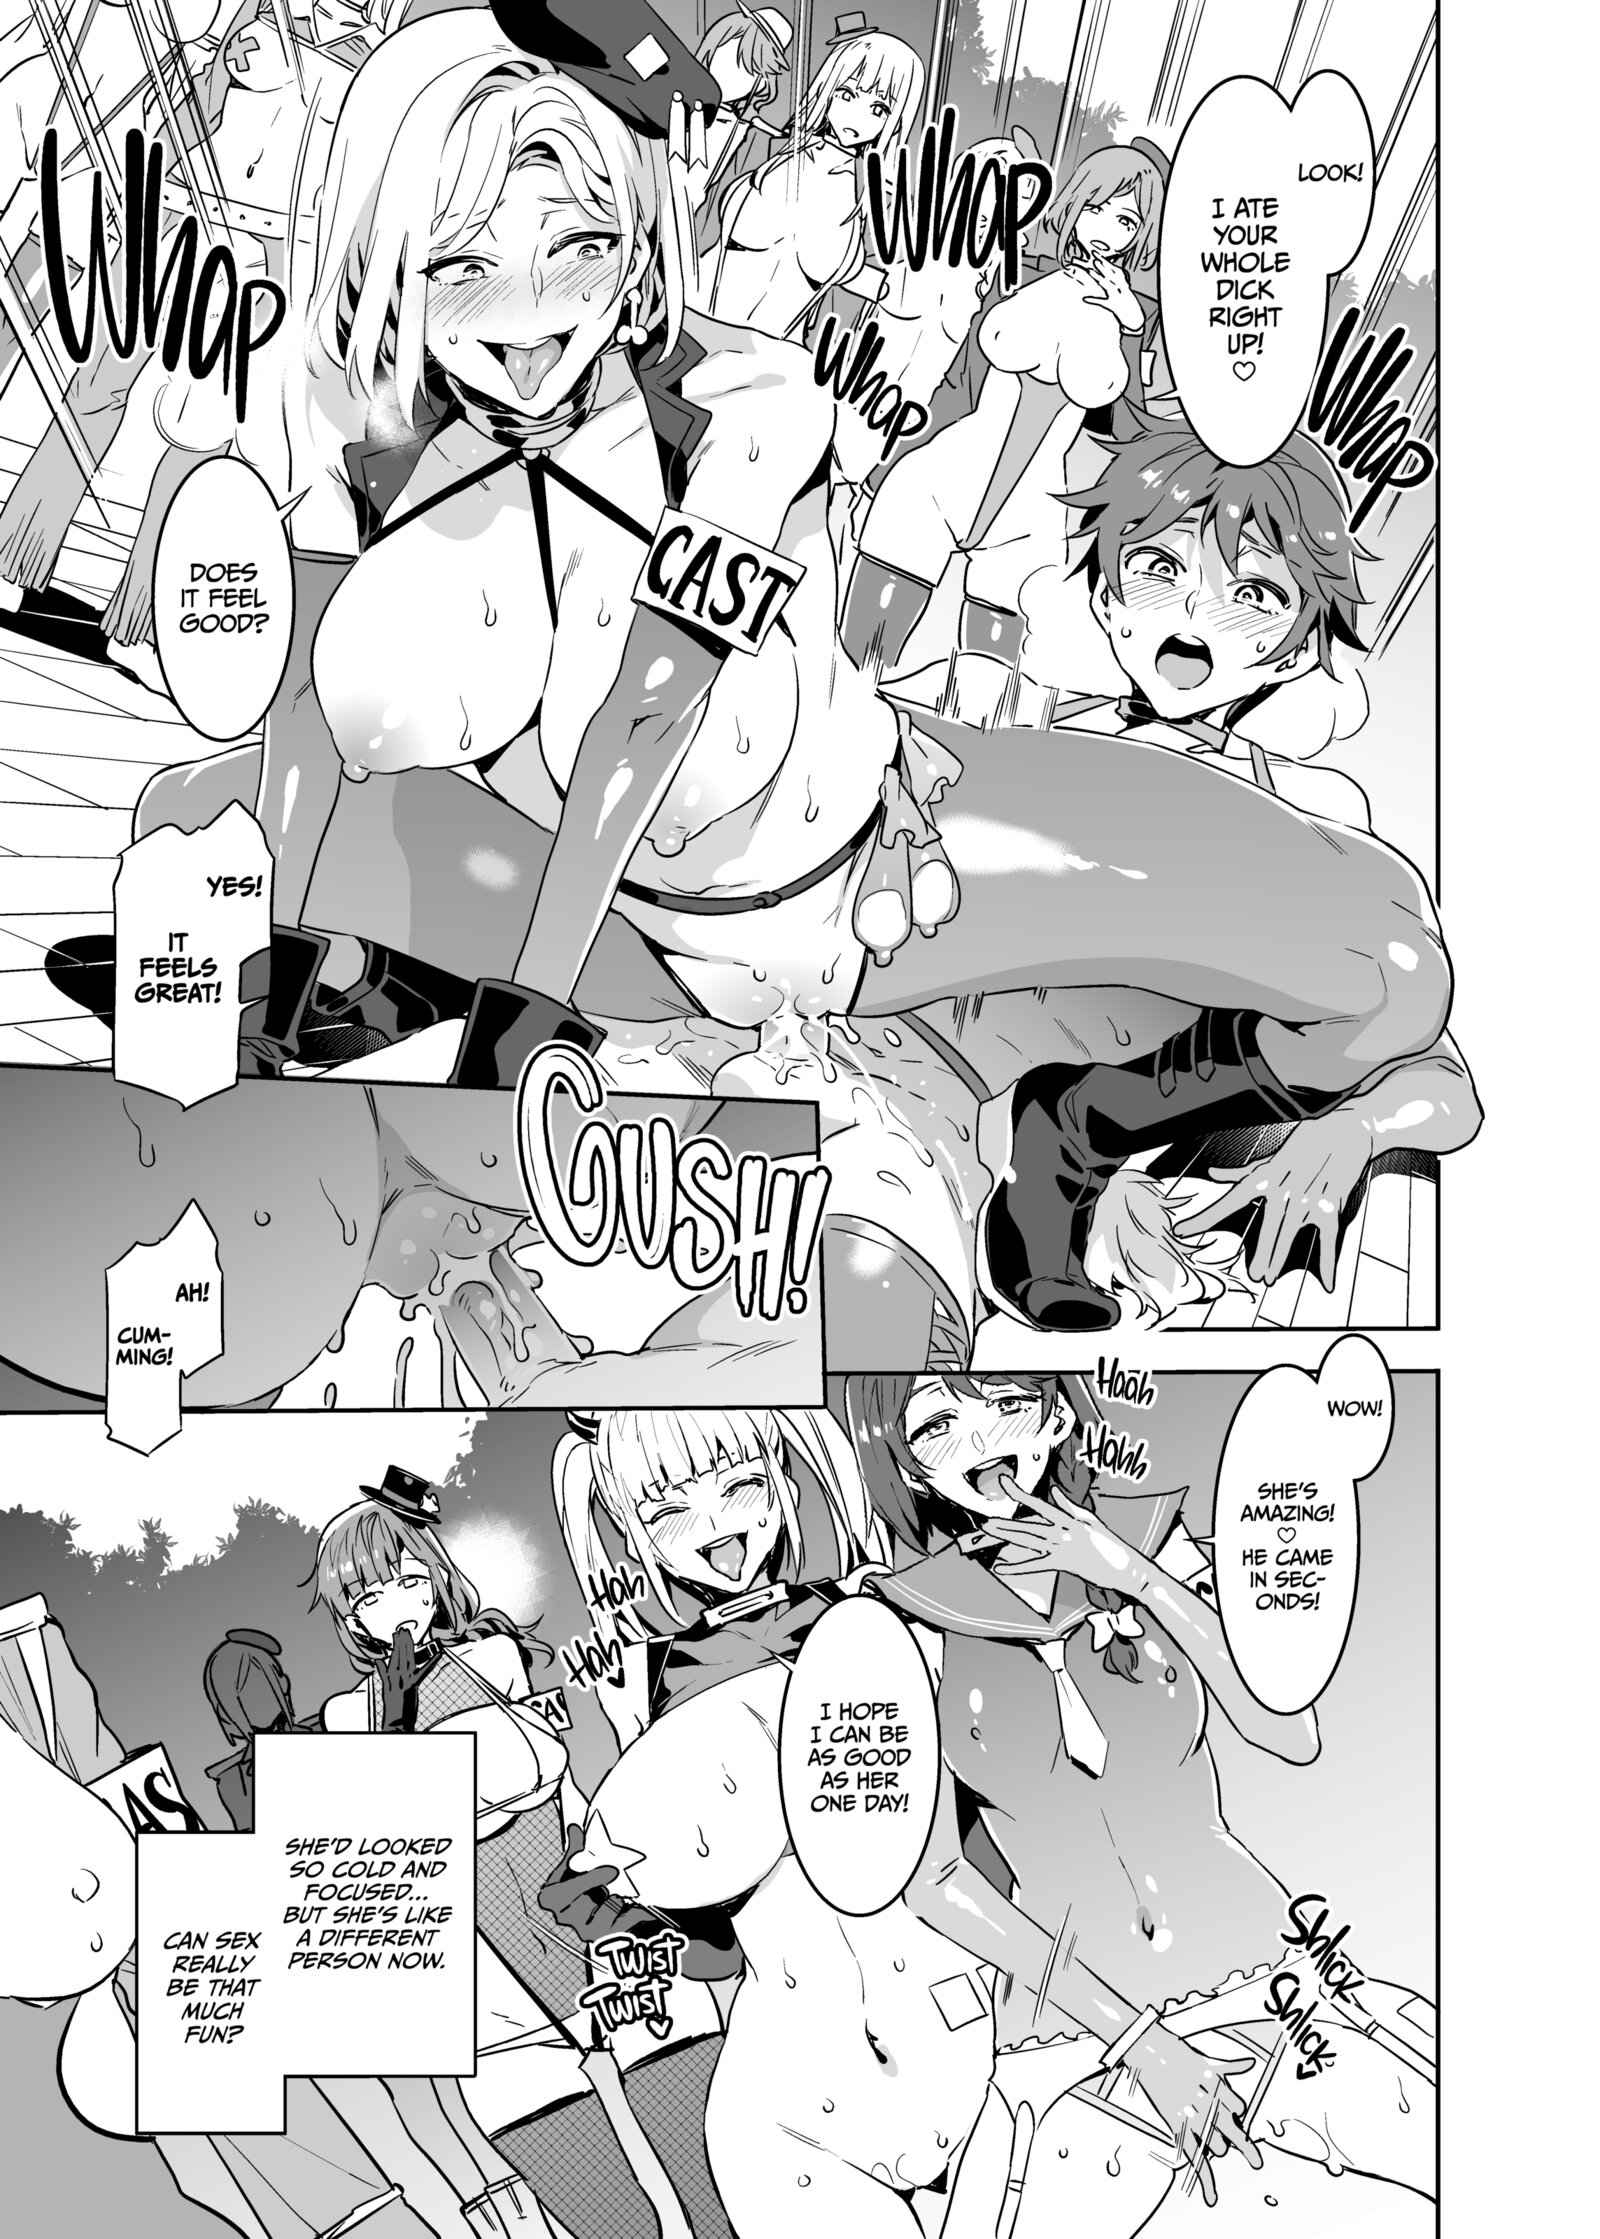 LOOK!
I ATE
YOUR
WHOLE
DICK
RIGHT
UP!
♡
Whap
Whap
Whap
Whap
CAST
DOES
IT FEEL
GOOD?
YES!
IT
FEELS
GREAT!
GUSH!
AH!
CUM-
MING!
WOW!
SHE'S
AMAZING!
♡
HE CAME
IN SEC-
ONDS!
Haah
Hahh
Hah
Hah
I HOPE
I CAN BE
AS GOOD
AS HER
ONE DAY!
Shlick
Shlick
TWIST
TWIST
CAS
AS
SHE'D LOOKED
SO COLD AND
FOCUSED...
BUT SHE'S LIKE
A DIFFERENT
PERSON NOW.
CAN SEX
REALLY
BE THAT
MUCH
FUN?